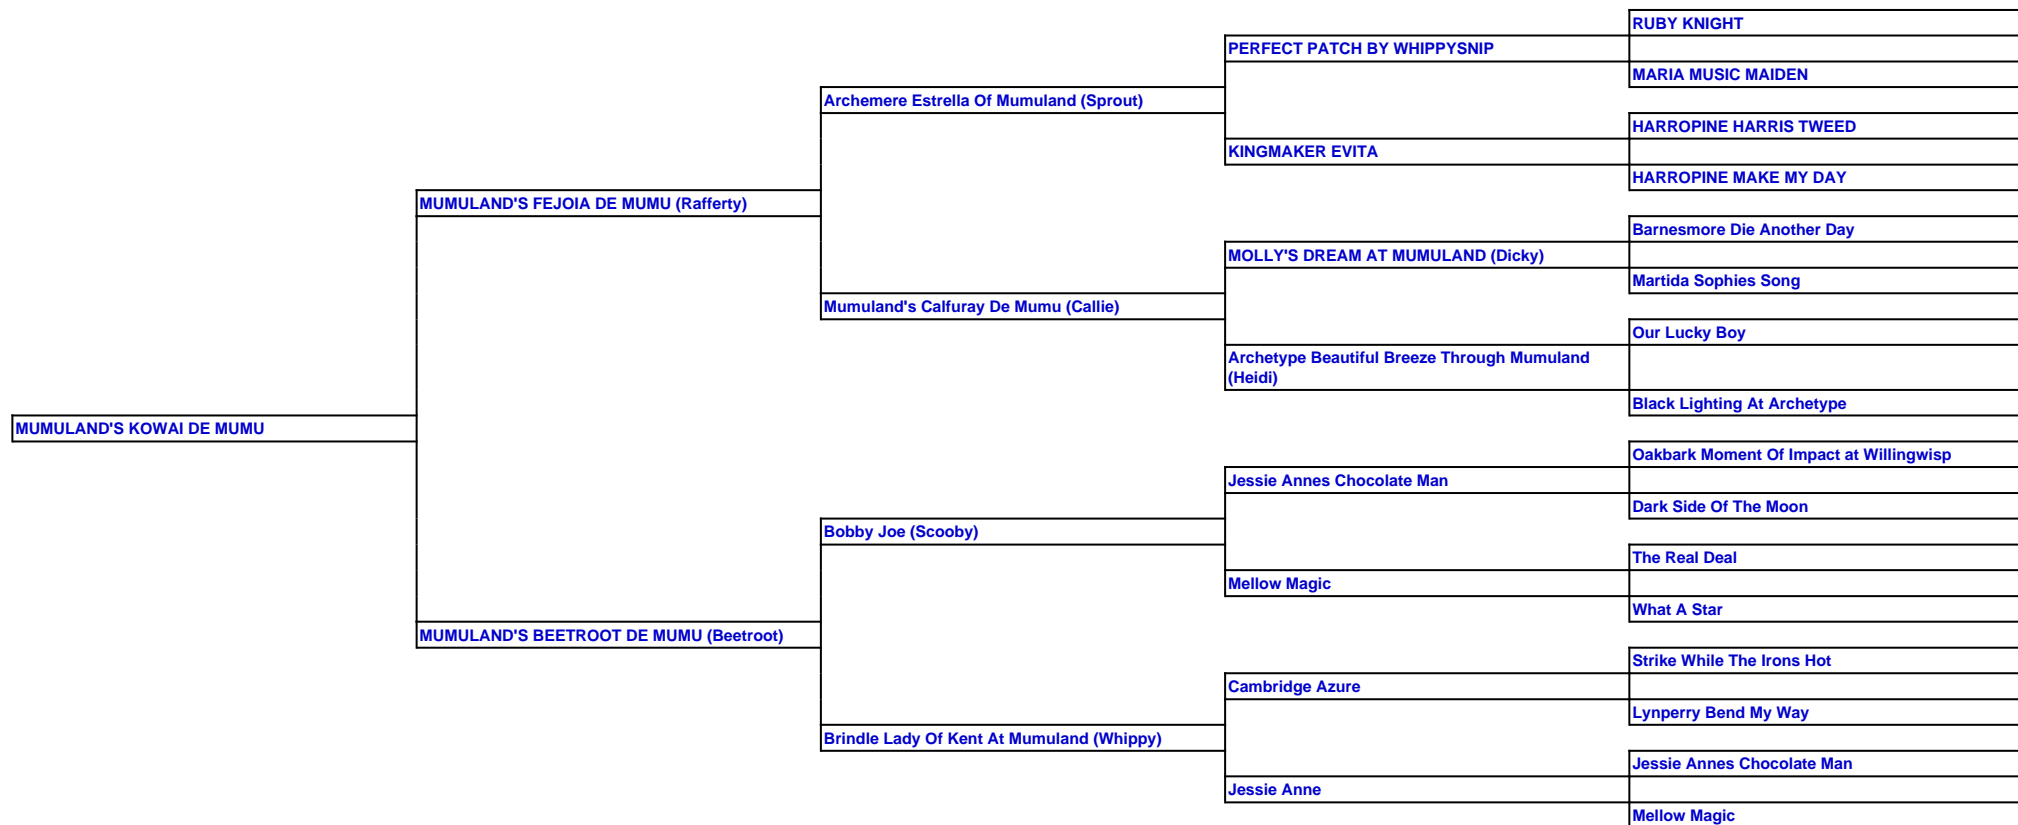 RUBY KNIGHT
PERFECT PATCH BY WHIPPYSNIP
MARIA MUSIC MAIDEN
Archemere Estrella Of Mumuland (Sprout)
HARROPINE HARRIS TWEED
KINGMAKER EVITA
HARROPINE MAKE MY DAY
MUMULAND'S FEJOIA DE MUMU (Rafferty)
Barnesmore Die Another Day
MOLLY'S DREAM AT MUMULAND (Dicky)
Martida Sophies Song
Mumuland's Calfuray De Mumu (Callie)
Our Lucky Boy
Archetype Beautiful Breeze Through Mumuland
(Heidi)
Black Lighting At Archetype
MUMULAND'S KOWAI DE MUMU
Oakbark Moment Of Impact at Willingwisp
Jessie Annes Chocolate Man
Dark Side Of The Moon
Bobby Joe (Scooby)
The Real Deal
Mellow Magic
What A Star
MUMULAND'S BEETROOT DE MUMU (Beetroot)
Strike While The Irons Hot
Cambridge Azure
Lynperry Bend My Way
Brindle Lady Of Kent At Mumuland (Whippy)
Jessie Annes Chocolate Man
Jessie Anne
Mellow Magic